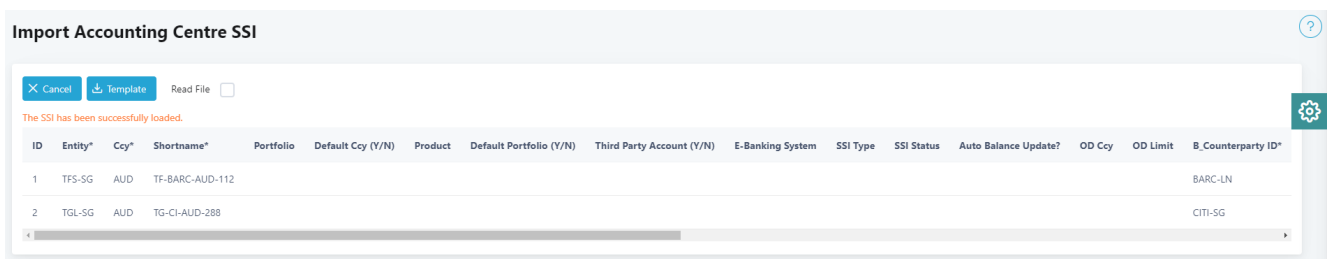 Import Accounting Centre SSI
?
Cancel Template Read File
The SSI has been successfully loaded.
ID Entity* Ccy* Shortname* Portfolio Default Ccy (Y/N) Product Default Portfolio (Y/N) Third Party Account (Y/N) E-Banking System SSI Type SSI Status Auto Balance Update? OD Ccy OD Limit B_Counterparty ID*
1 TFS-SG AUD TF-BARC-AUD-112 BARC-LN
2 TGL-SG AUD TG-CI-AUD-288 CITI-SG